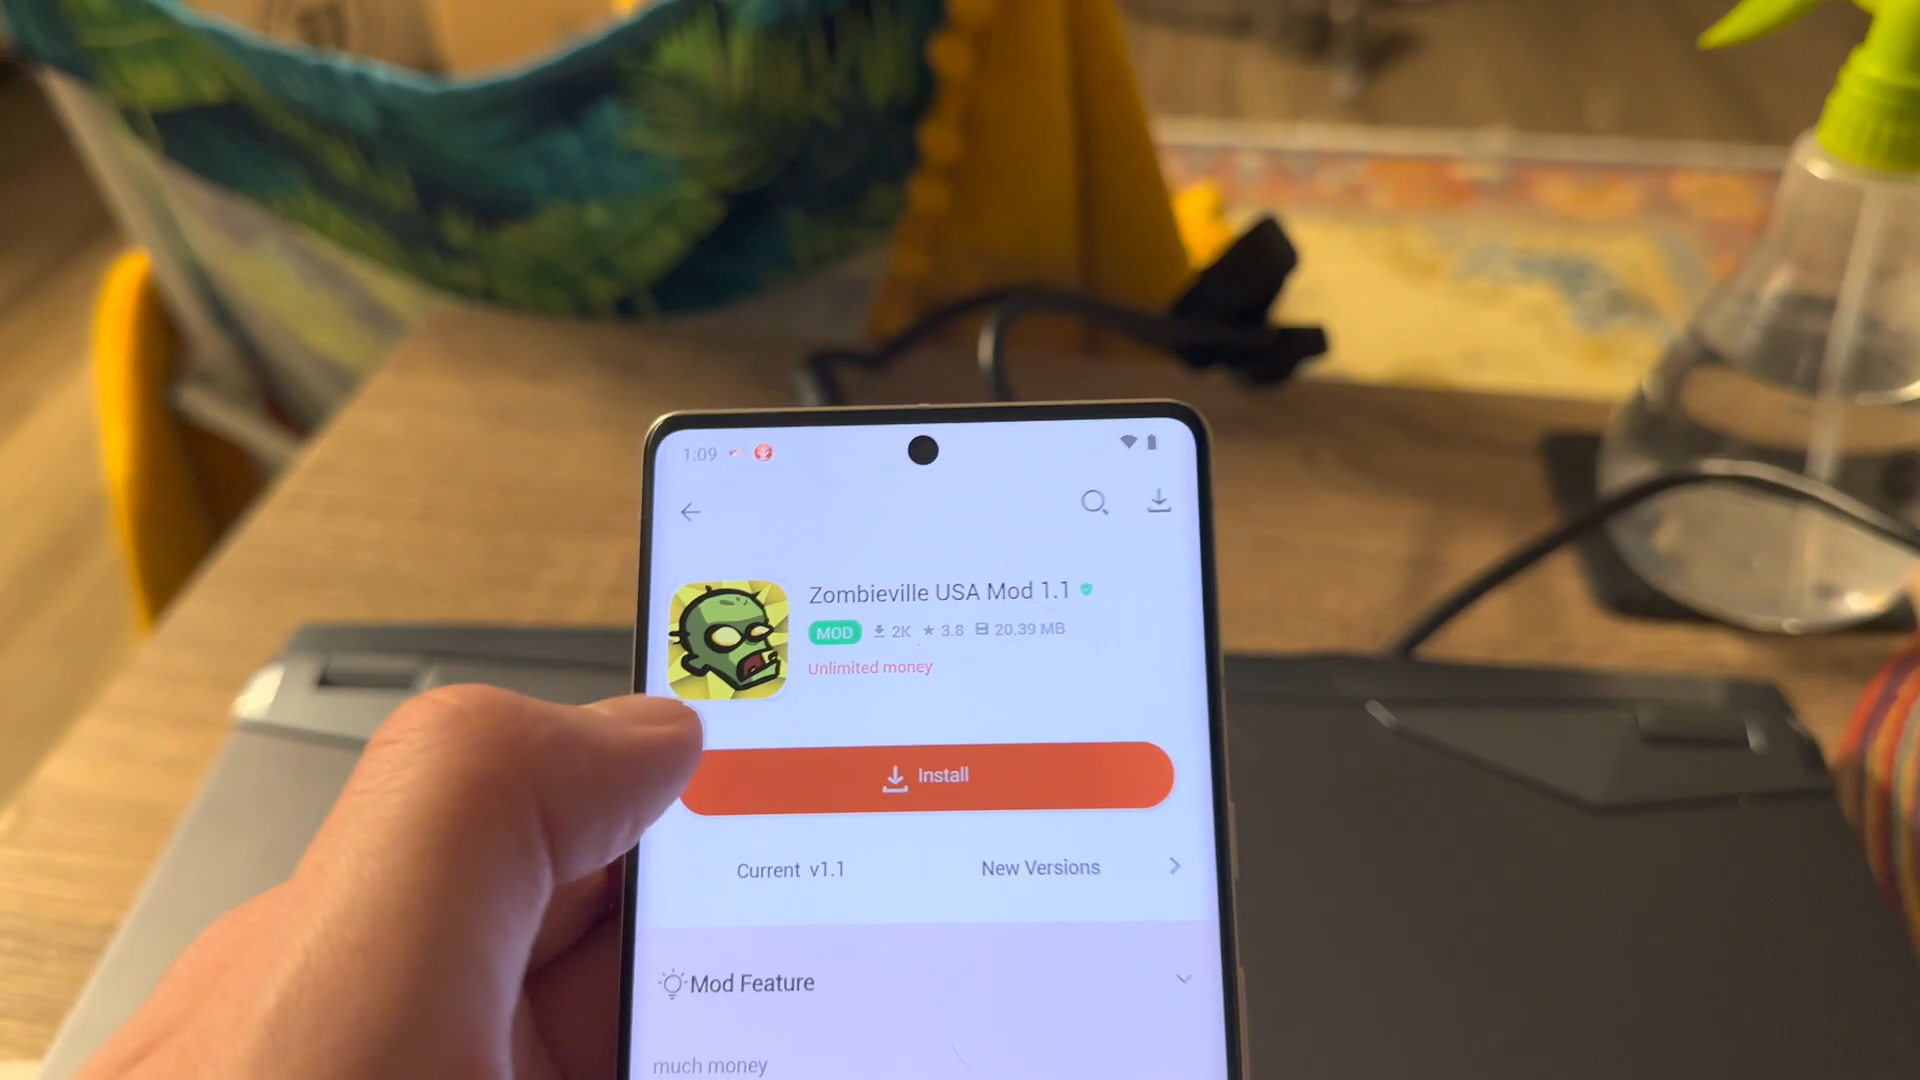 1:09
Zombieville USA Mod 1.1
MOD 2K 3.8 20.39 MB
Unlimited money
Install
Current v1.1 New Versions
Mod Feature
much money